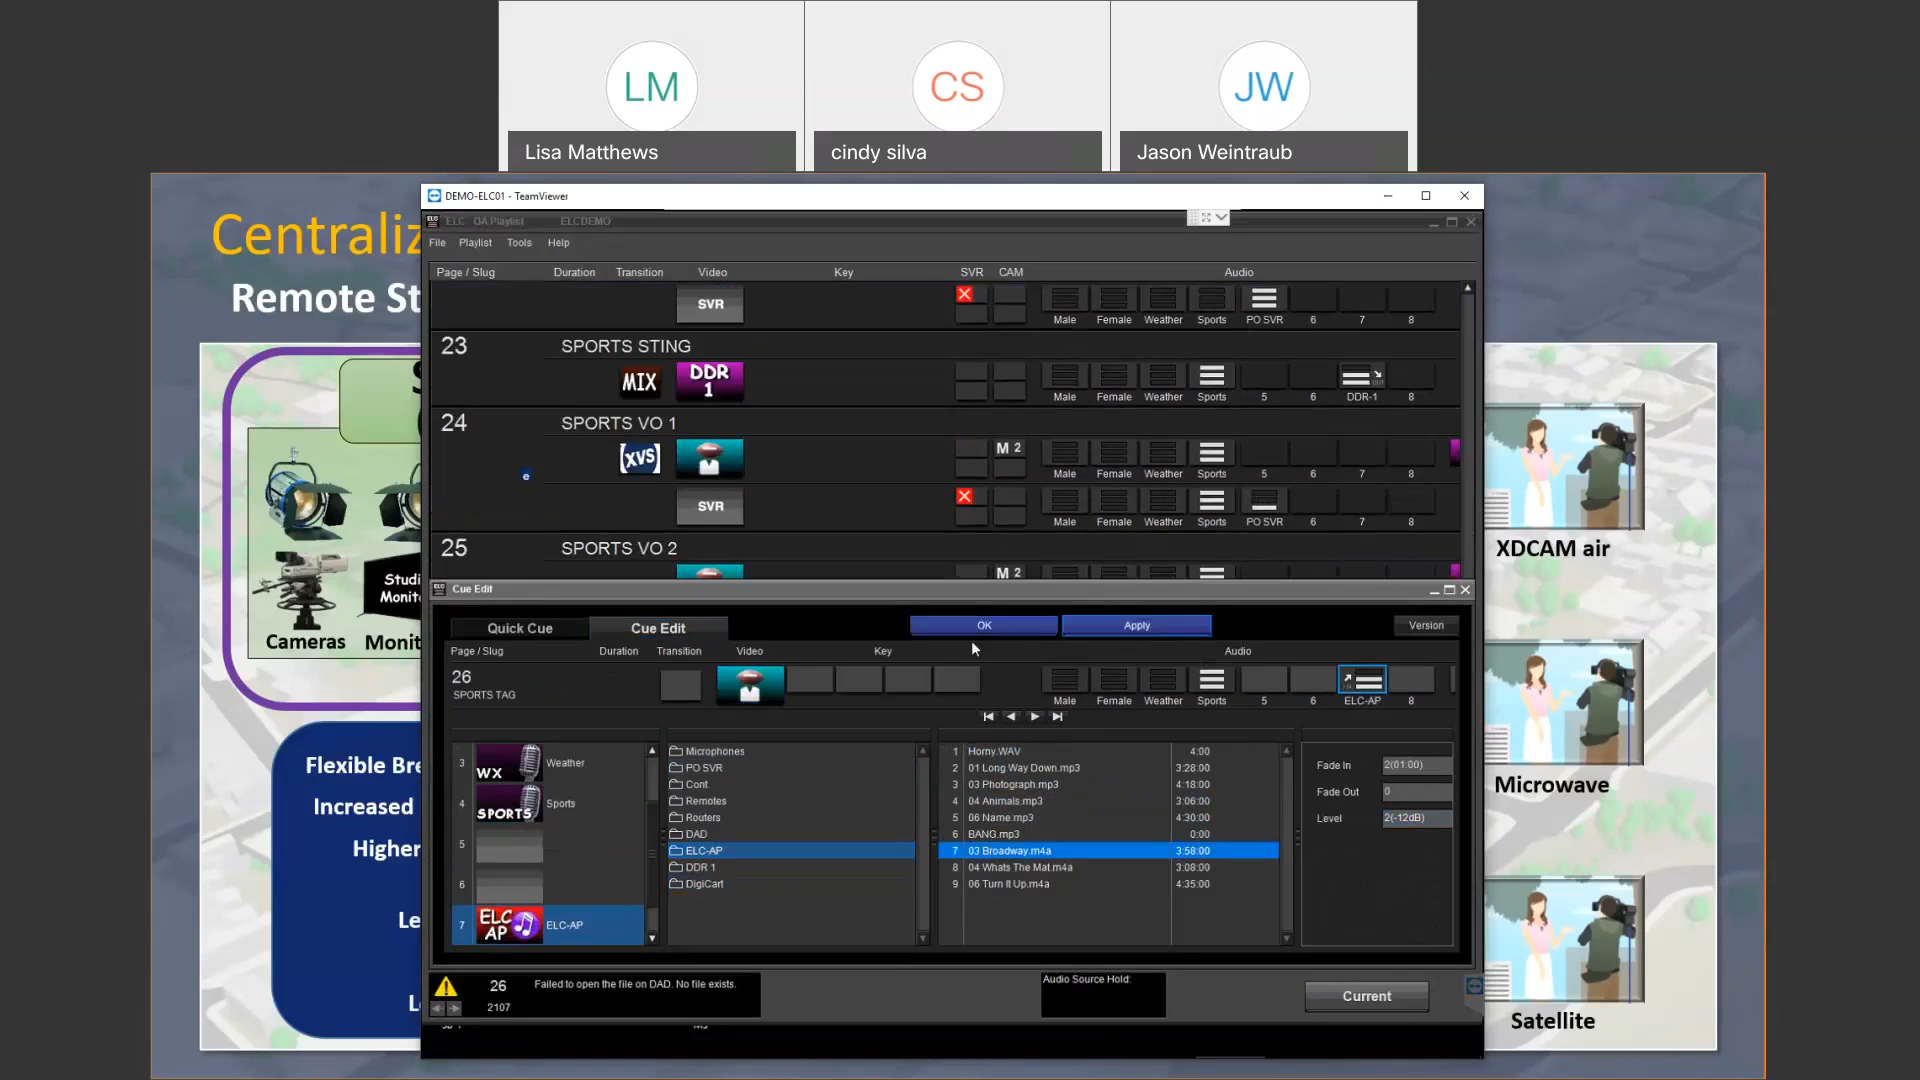 LM
CS
JW
Lisa Matthews
cindy silva
Jason Weintraub
Centraliz
Remote St
DEMO-ELC01 - TeamViewer
ELC OA Playlist ELCDEMO
File Playlist Tools Help
Page / Slug Duration Transition Video Key SVR CAM Audio
SVR
Male Female Weather Sports PO SVR 6 7 8
23 SPORTS STING
MIX DDR 1
Male Female Weather Sports 5 6 DDR-1 8
24 SPORTS VO 1
XVS M 2
Male Female Weather Sports 5 6 7 8
SVR
Male Female Weather Sports PO SVR 6 7 8
25 SPORTS VO 2
M 2
Cue Edit
Quick Cue Cue Edit OK Apply Version
Page / Slug Duration Transition Video Key Audio
26
SPORTS TAG
Male Female Weather Sports 5 6 ELC-AP 8
3 WX Weather
4 SPORTS Sports
5
6
7 ELC AP ELC-AP
Microphones
PO SVR
Cont.
Remotes
Routers
DAD
ELC-AP
DDR 1
DigiCart
1 Horny.WAV 4:00
2 01 Long Way Down.mp3 3:28:00
3 03 Photograph.mp3 4:18:00
4 04 Animals.mp3 3:06:00
5 06 Name.mp3 4:30:00
6 BANG.mp3 0:00
7 03 Broadway.m4a 3:58:00
8 04 Whats The Mat.m4a 3:08:00
9 06 Turn It Up.m4a 4:35:00
Fade In 2(01:00)
Fade Out 0
Level 2(-12dB)
26 Failed to open the file on DAD. No file exists.
2107
Audio Source Hold:
Current
Studi
Monit
Cameras Monit
Flexible Bre
Increased
Higher
Le
L
XDCAM air
Microwave
Satellite